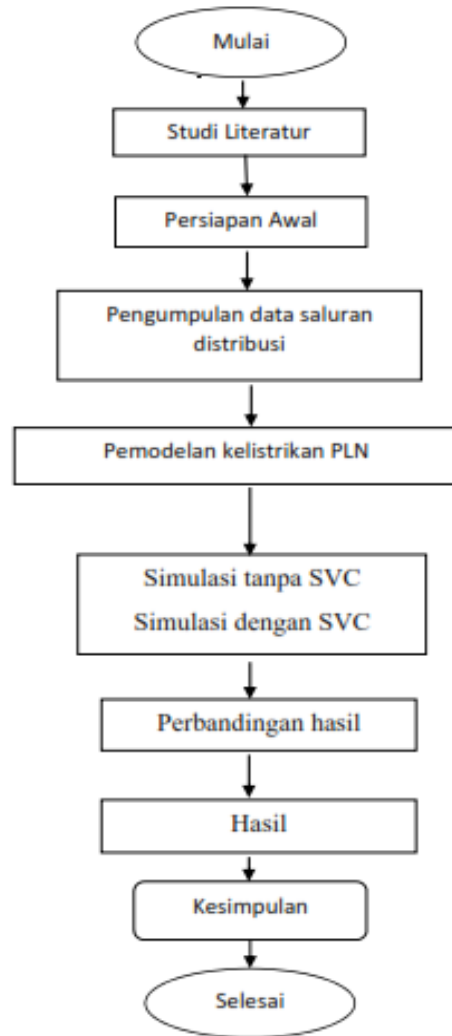 Mulai
Studi Literatur
Persiapan Awal
Pengumpulan data saluran
distribusi
Pemodelan kelistrikan PLN
Simulasi tanpa SVC
Simulasi dengan SVC
Perbandingan hasil
Hasil
Kesimpulan
Selesai